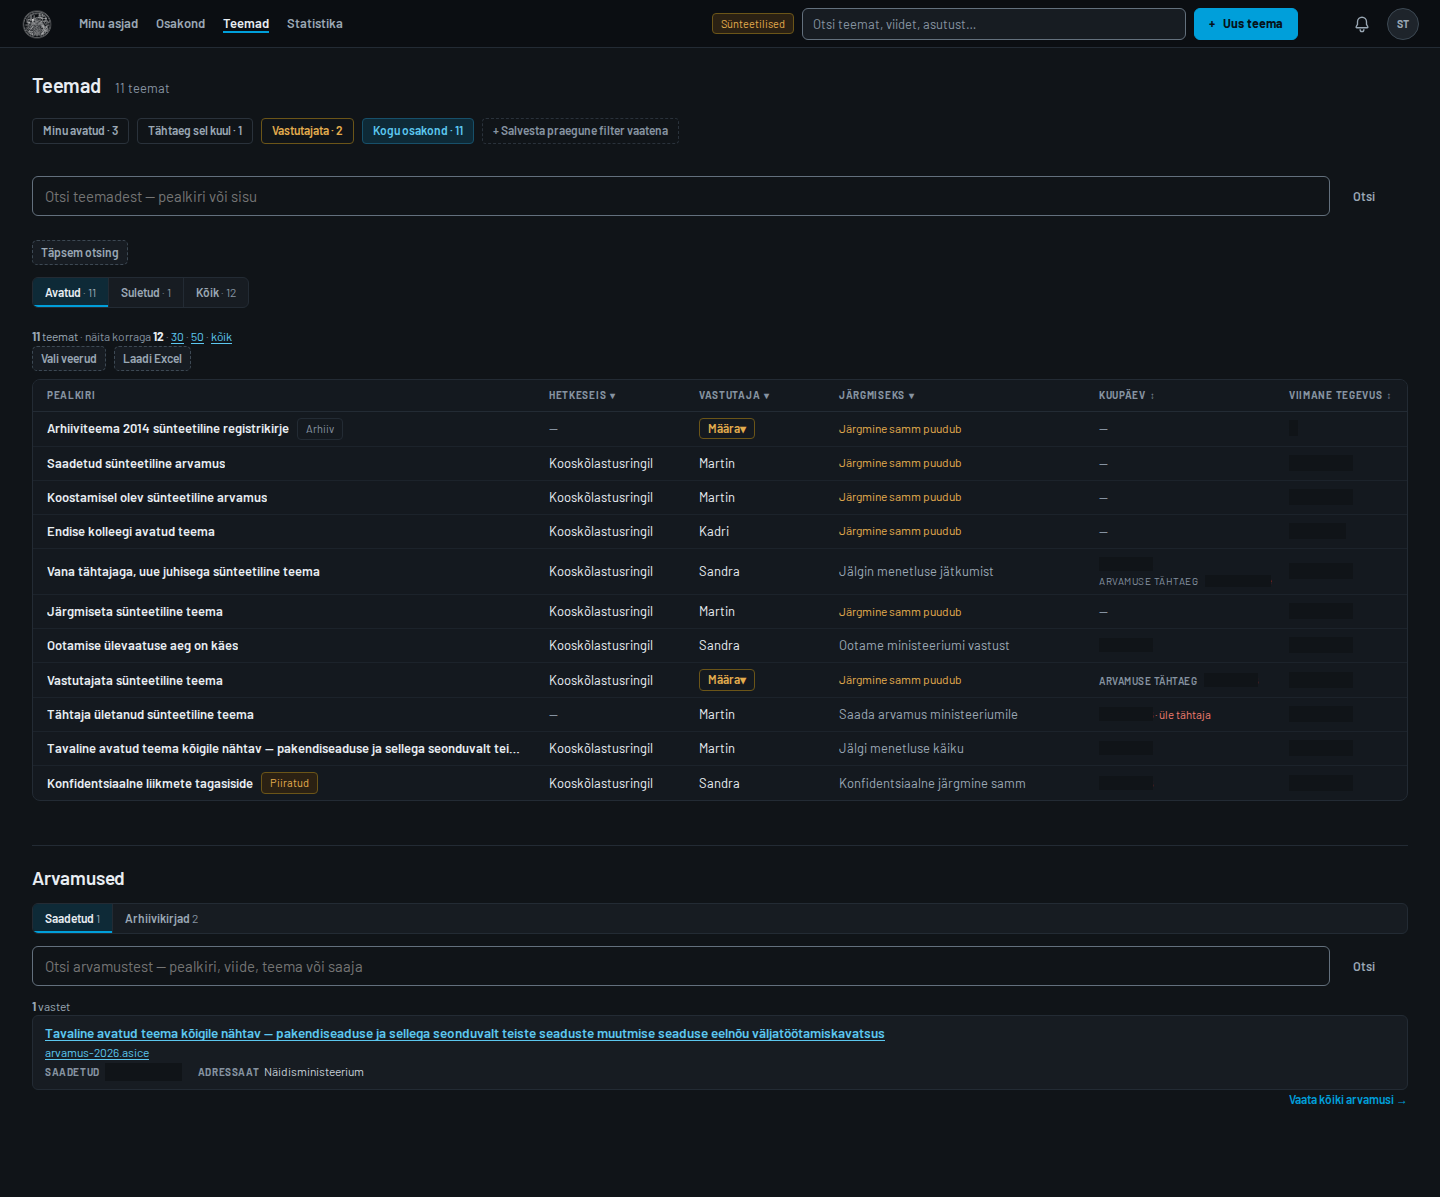 Minu asjad Osakond Teemad Statistika Sünteetilised Otsi teemat, viidet, asutust... + Uus teema ST
Teemad 11 teemat
Minu avatud · 3 Tähtaeg sel kuul · 1 Vastutajata · 2 Kogu osakond · 11 + Salvesta praegune filter vaatena
Otsi teemadest — pealkiri või sisu Otsi
Täpsem otsing
Avatud · 11 Suletud · 1 Kõik · 12
11 teemat · näita korraga 12 · 30 · 50 · kõik
Vali veerud Laadi Excel
PEALKIRI HETKESEIS ▾ VASTUTAJA ▾ JÄRGMISEKS ▾ KUUPÄEV ↕ VIIMANE TEGEVUS ↕
Arhiiviteema 2014 sünteetiline registrikirje Arhiiv — Määra▾ Järgmine samm puudub —
Saadetud sünteetiline arvamus Kooskõlastusringil Martin Järgmine samm puudub —
Koostamisel olev sünteetiline arvamus Kooskõlastusringil Martin Järgmine samm puudub —
Endise kolleegi avatud teema Kooskõlastusringil Kadri Järgmine samm puudub —
Vana tähtajaga, uue juhisega sünteetiline teema Kooskõlastusringil Sandra Jälgin menetluse jätkumist ARVAMUSE TÄHTAEG
Järgmiseta sünteetiline teema Kooskõlastusringil Martin Järgmine samm puudub —
Ootamise ülevaatuse aeg on käes Kooskõlastusringil Sandra Ootame ministeeriumi vastust
Vastutajata sünteetiline teema Kooskõlastusringil Määra▾ Järgmine samm puudub ARVAMUSE TÄHTAEG
Tähtaja ületanud sünteetiline teema — Martin Saada arvamus ministeeriumile · üle tähtaja
Tavaline avatud teema kõigile nähtav — pakendiseaduse ja sellega seonduvalt tei... Kooskõlastusringil Martin Jälgi menetluse käiku
Konfidentsiaalne liikmete tagasiside Piiratud Kooskõlastusringil Sandra Konfidentsiaalne järgmine samm
Arvamused
Saadetud 1 Arhiivikirjad 2
Otsi arvamustest — pealkiri, viide, teema või saaja Otsi
1 vastet
Tavaline avatud teema kõigile nähtav — pakendiseaduse ja sellega seonduvalt teiste seaduste muutmise seaduse eelnõu väljatöötamiskavatsus
arvamus-2026.asice
SAADETUD ADRESSAAT Näidisministeerium
Vaata kõiki arvamusi →